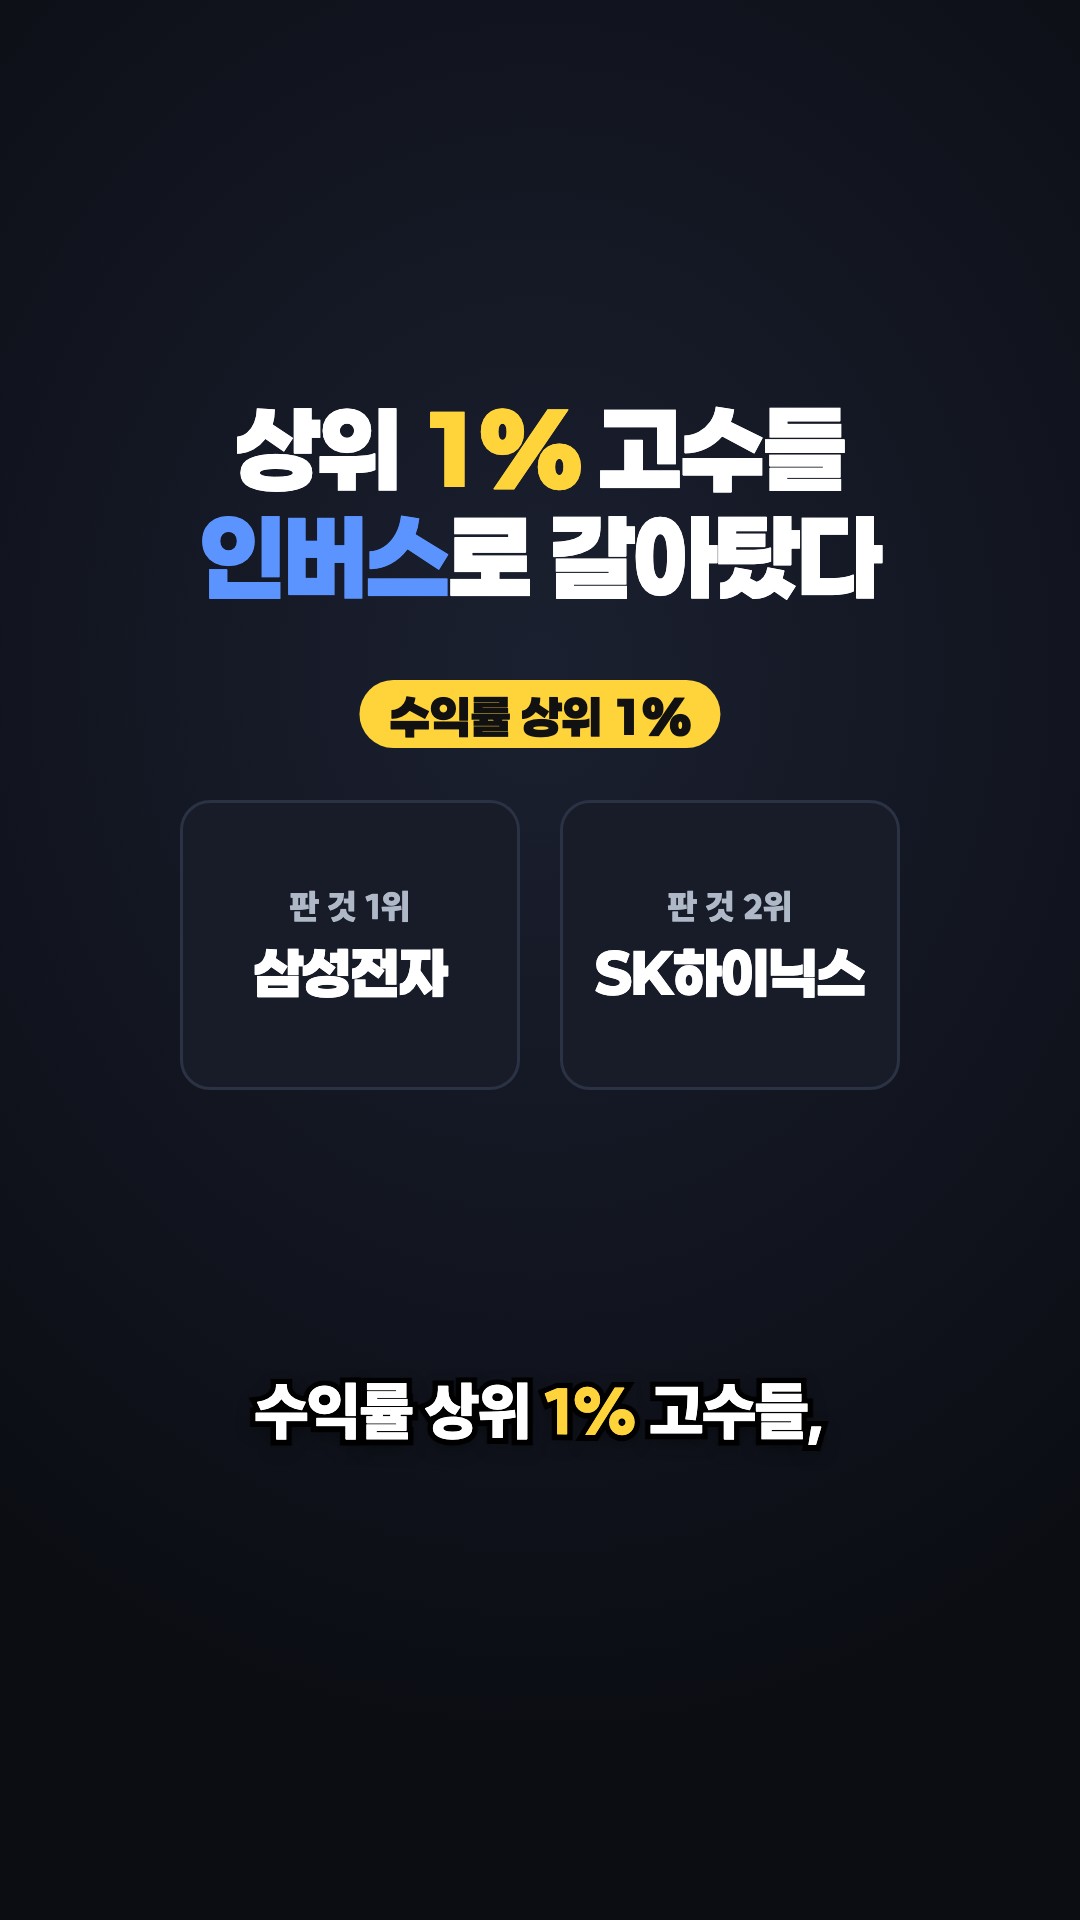 상위 1% 고수들
인버스로 갈아탔다
수익률 상위 1%
판 것 1위
삼성전자
판 것 2위
SK하이닉스
수익률 상위 1% 고수들,